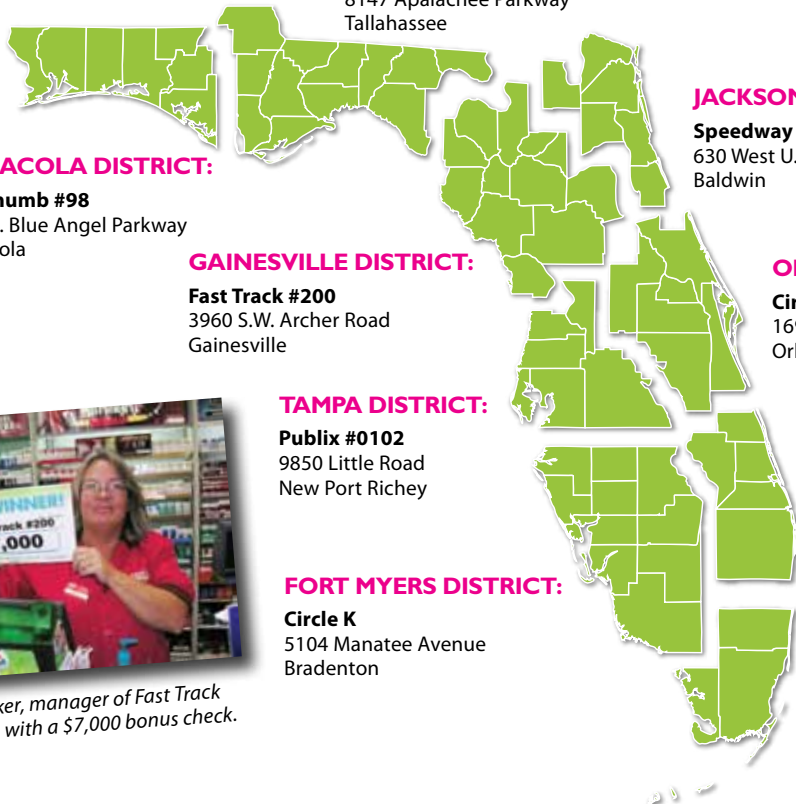 8147 Apalachee Parkway
Tallahassee
JACKSON
Speedway
630 West U.
Baldwin
ACOLA DISTRICT:
humb #98
. Blue Angel Parkway
ola
GAINESVILLE DISTRICT:
Fast Track #200
3960 S.W. Archer Road
Gainesville
Cir
169
Orl
TAMPA DISTRICT:
Publix #0102
9850 Little Road
New Port Richey
WINNER!
rack #200
,000
FORT MYERS DISTRICT:
Circle K
5104 Manatee Avenue
Bradenton
ker, manager of Fast Track
with a $7,000 bonus check.